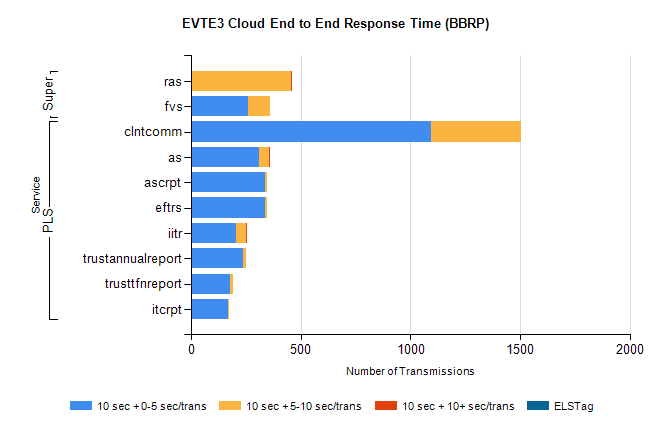 EVTE3 Cloud End to End Response Time (BBRP)
Service
Super
PLS
ras
fvs
clntcomm
as
ascrpt
eftrs
iitr
trustannualreport
trusttfnreport
itcrpt
0 500 1000 1500 2000
Number of Transmissions
10 sec +0-5 sec/trans 10 sec +5-10 sec/trans 10 sec + 10+ sec/trans ELSTag